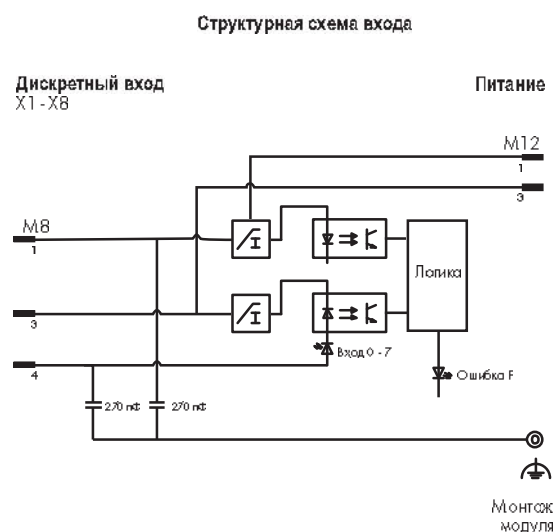 Структурная схема входа
Дискретный вход
X1 - X8
Питание
M12
1
3
M8
1
3
4
Логика
Вход 0 - 7
Ошибка F
270 пФ
270 пФ
Монтаж
модуля